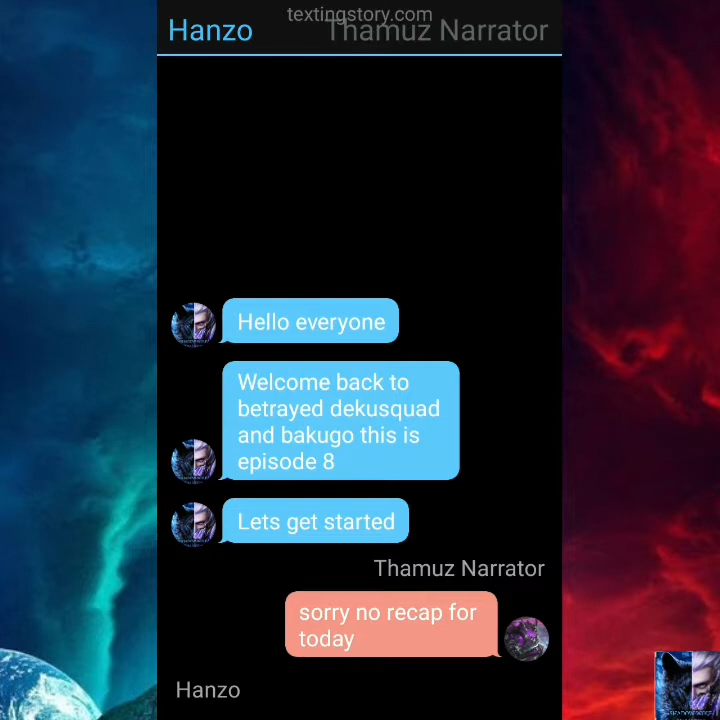 textingstory.com
Hanzo
Thamuz Narrator
Hello everyone
Welcome back to
betrayed dekusquad
and bakugo this is
episode 8
Lets get started
Thamuz Narrator
sorry no recap for
today
Hanzo